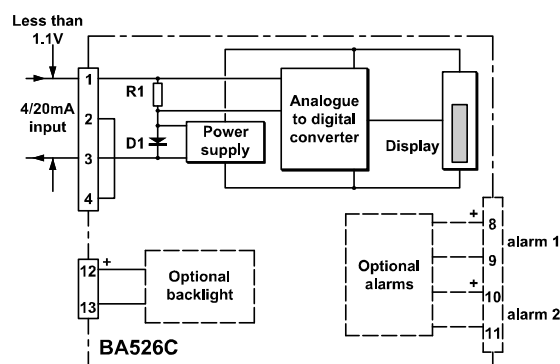 Less than
1.1V
4/20mA
input
1
2
3
4
R1
D1
Power
supply
Analogue
to digital
converter
Display
12
+
13
Optional
backlight
Optional
alarms
+
8
9
+
10
11
alarm 1
alarm 2
BA526C